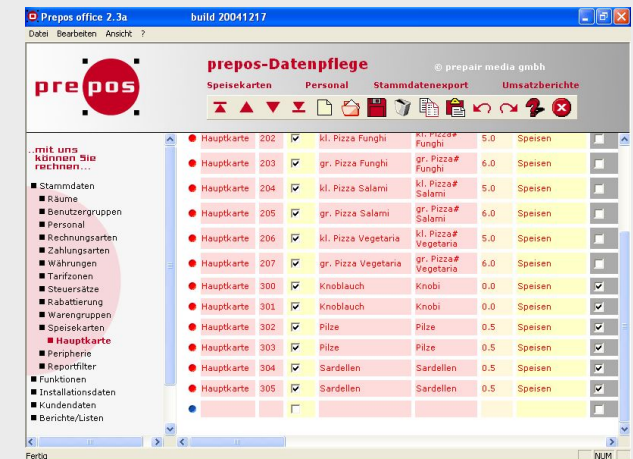 Prepos office 2.3a build 20041217
Datei Bearbeiten Ansicht ?
prepos
prepos-Datenpflege © prepair media gmbh
Speisekarten Personal Stammdatenexport Umsatzberichte
..mit uns
können Sie
rechnen...
Stammdaten
Räume
Benutzergruppen
Personal
Rechnungsarten
Zahlungsarten
Währungen
Tarifzonen
Steuersätze
Rabattierung
Warengruppen
Speisekarten
Hauptkarte
Peripherie
Reportfilter
Funktionen
Installationsdaten
Kundendaten
Berichte/Listen
Hauptkarte 202 kl. Pizza Funghi kl. Pizza# Funghi 5.0 Speisen
Hauptkarte 203 gr. Pizza Funghi gr. Pizza# Funghi 6.0 Speisen
Hauptkarte 204 kl. Pizza Salami kl. Pizza# Salami 5.0 Speisen
Hauptkarte 205 gr. Pizza Salami gr. Pizza# Salami 6.0 Speisen
Hauptkarte 206 kl. Pizza Vegetaria kl. Pizza# Vegetaria 5.0 Speisen
Hauptkarte 207 gr. Pizza Vegetaria gr. Pizza# Vegetaria 6.0 Speisen
Hauptkarte 300 Knoblauch Knobi 0.0 Speisen
Hauptkarte 301 Knoblauch Knobi 0.0 Speisen
Hauptkarte 302 Pilze Pilze 0.5 Speisen
Hauptkarte 303 Pilze Pilze 0.5 Speisen
Hauptkarte 304 Sardellen Sardellen 0.5 Speisen
Hauptkarte 305 Sardellen Sardellen 0.5 Speisen
Fertig NUM